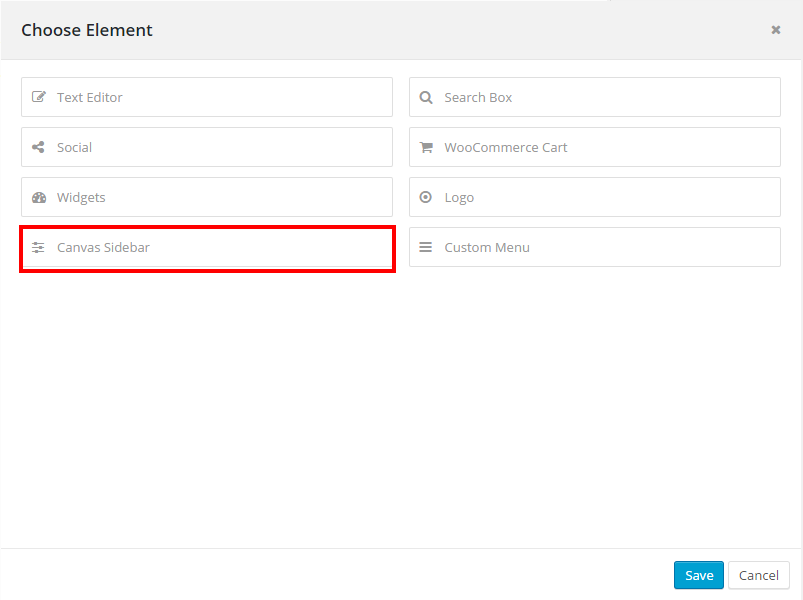 Choose Element
Text Editor
Search Box
Social
WooCommerce Cart
Widgets
Logo
Canvas Sidebar
Custom Menu
Save
Cancel